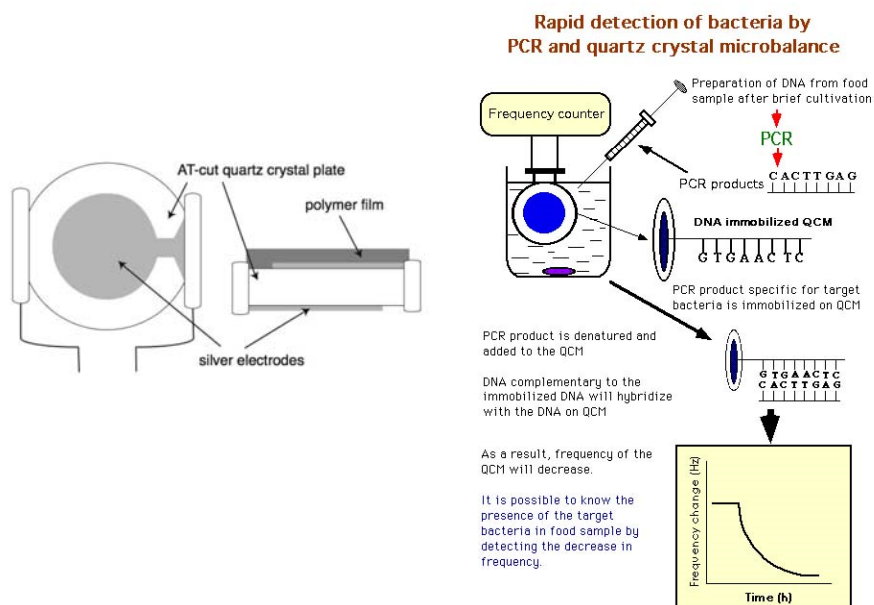 AT-cut quartz crystal plate
polymer film
silver electrodes
Rapid detection of bacteria by
PCR and quartz crystal microbalance
Frequency counter
Preparation of DNA from food
sample after brief cultivation
PCR
CACTTGAG
PCR products
DNA immobilized QCM
GTGAACTC
PCR product specific for target
bacteria is immobilized on QCM
PCR product is denatured and
added to the QCM
DNA complementary to the
immobilized DNA will hybridize
with the DNA on QCM
GTGAACTC
CACTTGAG
As a result, frequency of the
QCM will decrease.
It is possible to know the
presence of the target
bacteria in food sample by
detecting the decrease in
frequency.
Frequency change (Hz)
Time (h)